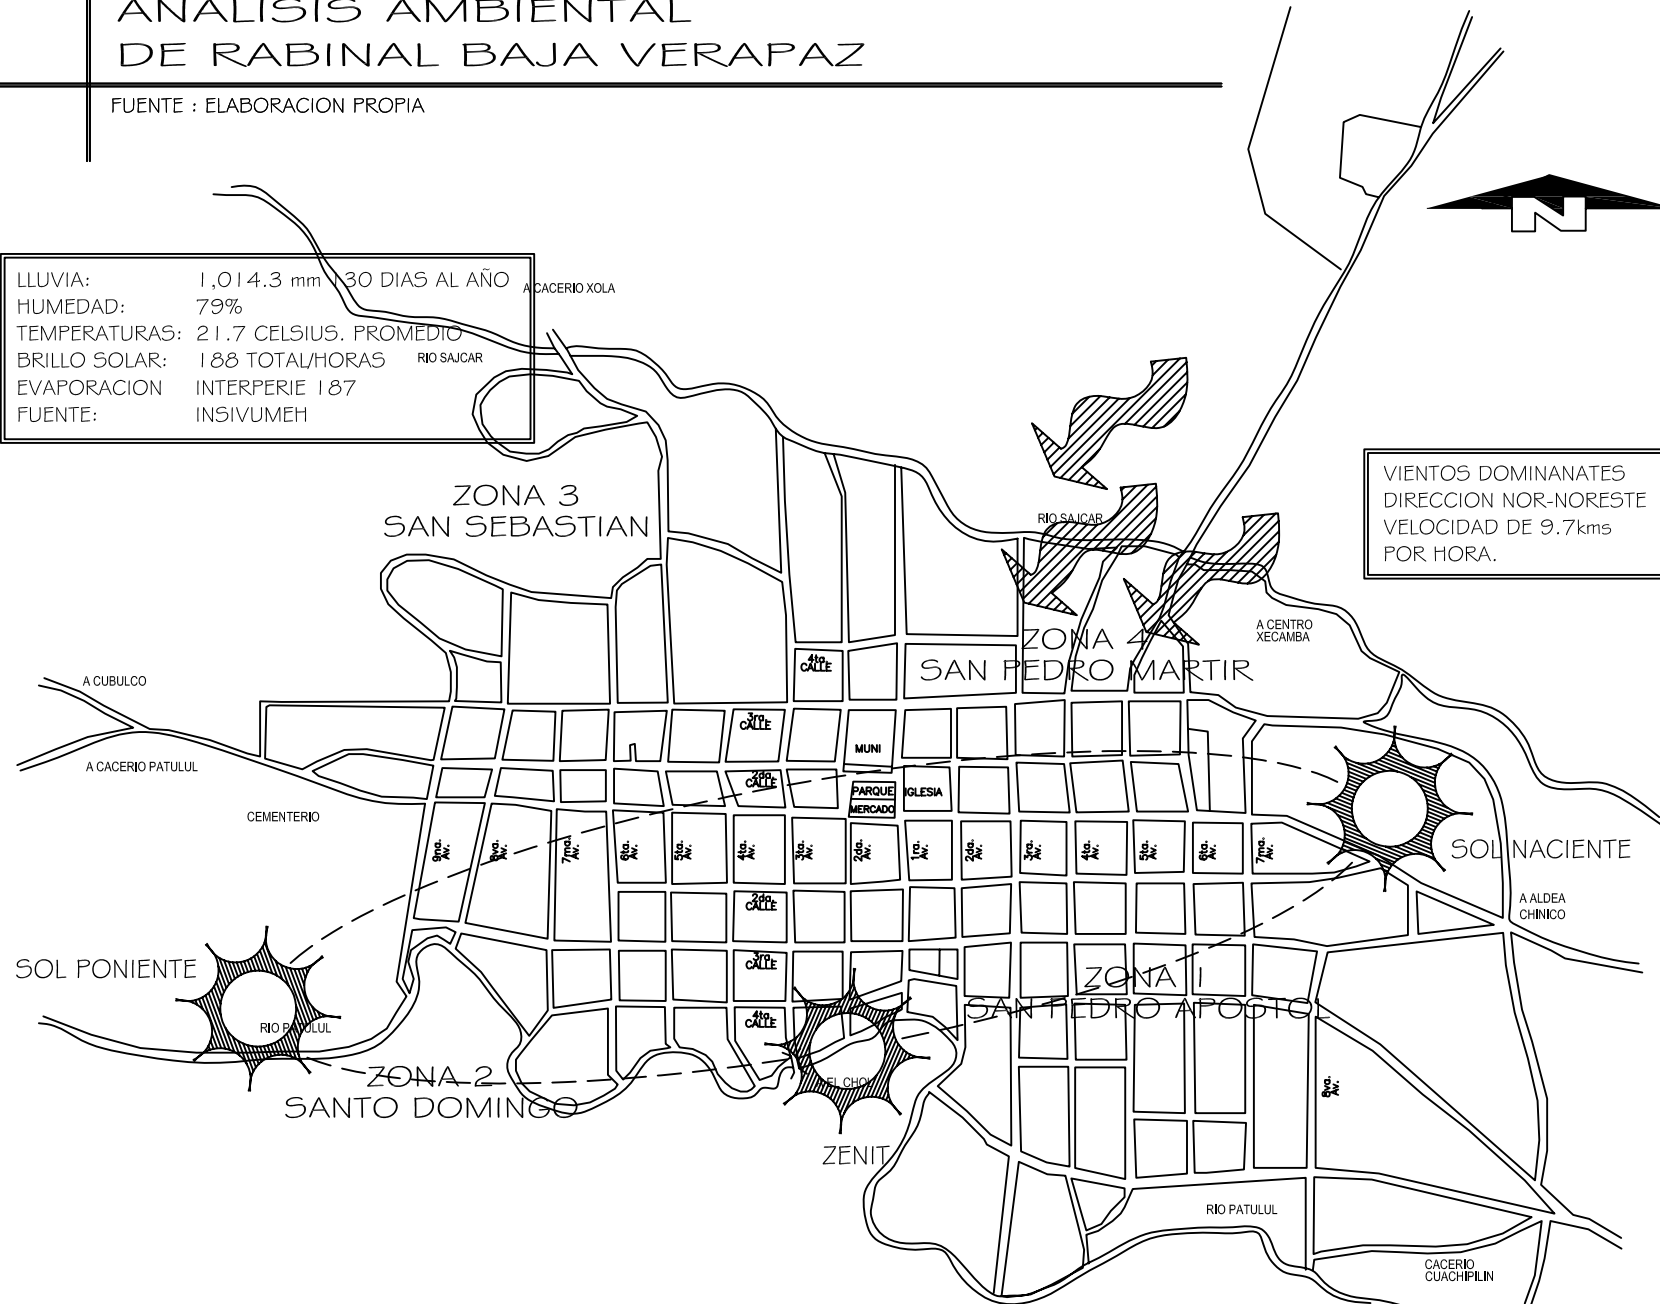 ANALISIS AMBIENTAL
DE RABINAL BAJA VERAPAZ
FUENTE : ELABORACION PROPIA
N
LLUVIA: 1,014.3 mm 130 DIAS AL AÑO
HUMEDAD: 79%
TEMPERATURAS: 21.7 CELSIUS. PROMEDIO
BRILLO SOLAR: 188 TOTAL/HORAS
EVAPORACION INTERPERIE 187
FUENTE: INSIVUMEH
A CACERIO XOLA
RIO SAJCAR
VIENTOS DOMINANATES
DIRECCION NOR-NORESTE
VELOCIDAD DE 9.7kms
POR HORA.
ZONA 3
SAN SEBASTIAN
RIO SAJCAR
A CENTRO
XECAMBA
ZONA 4
SAN PEDRO MARTIR
4ta.
CALLE
A CUBULCO
3ra
CALLE
MUNI
A CACERIO PATULUL
2da
CALLE
PARQUE
IGLESIA
MERCADO
CEMENTERIO
9na.
Av.
8va.
Av.
7ma.
Av.
6ta.
Av.
5ta.
Av.
4ta.
Av.
3ta.
Av.
2da.
Av.
1ra.
Av.
2da.
Av.
3ra.
Av.
4ta.
Av.
5ta.
Av.
6ta.
Av.
7ma.
Av.
SOL NACIENTE
2da
CALLE
A ALDEA
CHINICO
SOL PONIENTE
3ra
CALLE
ZONA 1
SAN PEDRO APOSTOL
RIO PATULUL
4ta
CALLE
ZONA 2
SANTO DOMINGO
EL CHOL
8va.
Av.
ZENIT
RIO PATULUL
CACERIO
CUACHIPILIN